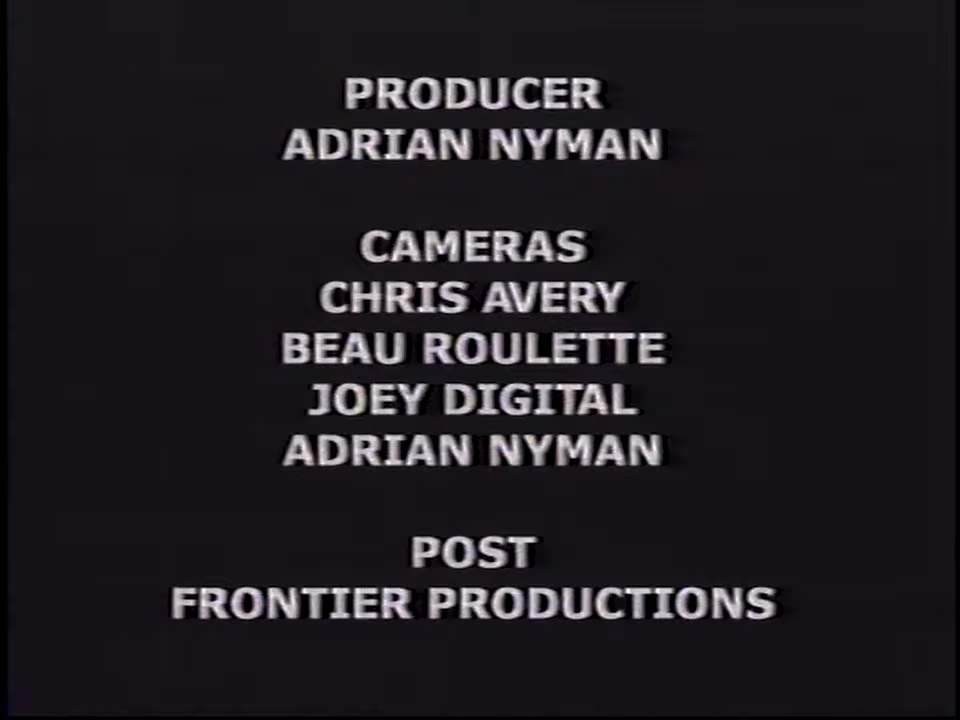 PRODUCER
ADRIAN NYMAN
CAMERAS
CHRIS AVERY
BEAU ROULETTE
JOEY DIGITAL
ADRIAN NYMAN
POST
FRONTIER PRODUCTIONS